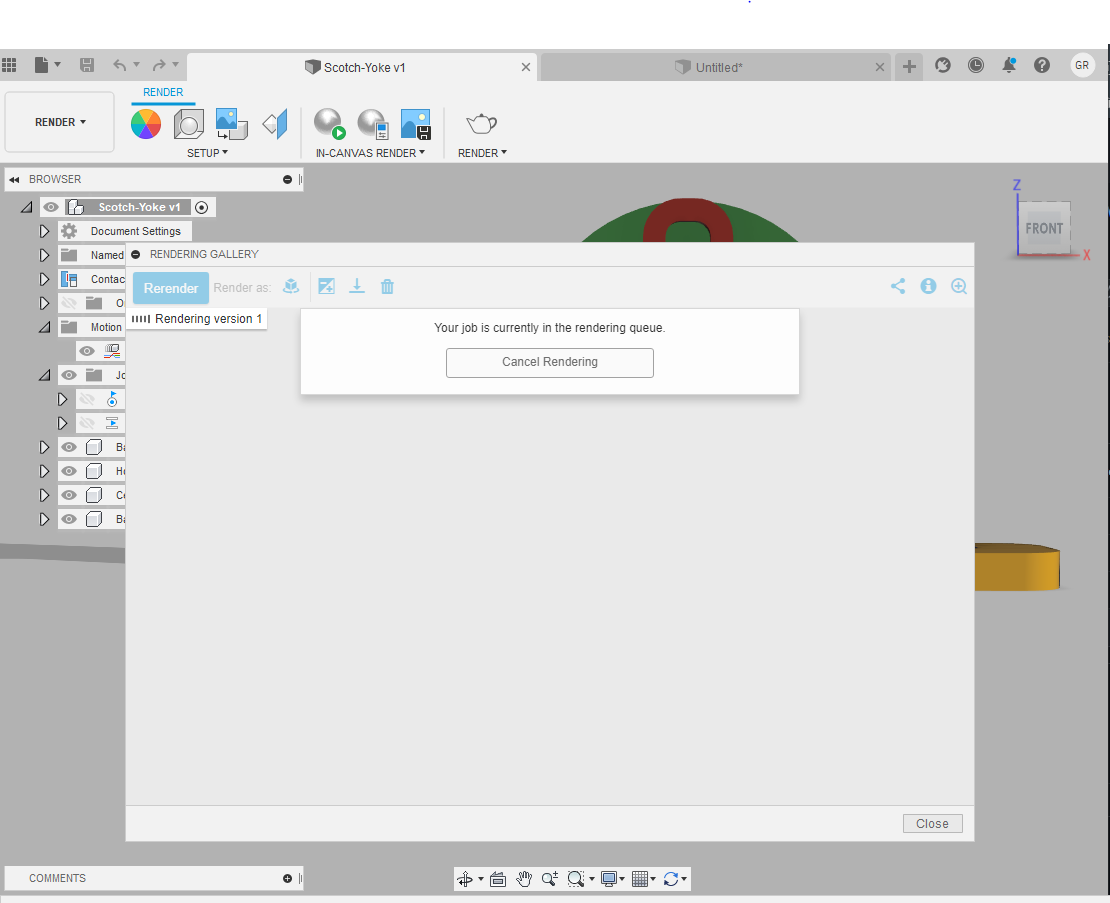 Scotch-Yoke v1
Untitled*
GR
RENDER
RENDER
SETUP
IN-CANVAS RENDER
RENDER
BROWSER
Scotch-Yoke v1
Document Settings
Named
Contac
O
Motion
Jo
Ba
Ho
Co
Ba
RENDERING GALLERY
Rerender
Render as:
Rendering version 1
Your job is currently in the rendering queue.
Cancel Rendering
Close
Z
FRONT
X
COMMENTS